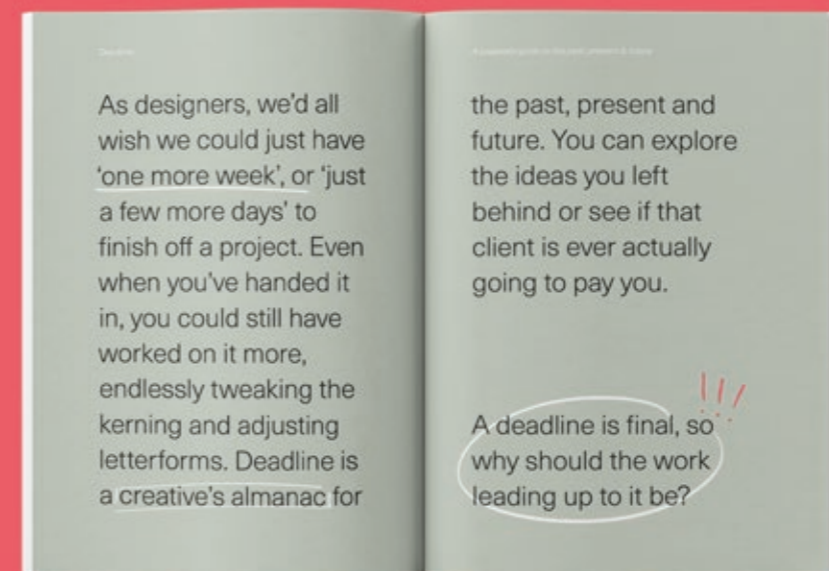 Deadline
As designers, we'd all
wish we could just have
'one more week', or 'just
a few more days' to
finish off a project. Even
when you've handed it
in, you could still have
worked on it more,
endlessly tweaking the
kerning and adjusting
letterforms. Deadline is
a creative's almanac for
the past, present and
future. You can explore
the ideas you left
behind or see if that
client is ever actually
going to pay you.
!!!
A deadline is final, so
why should the work
leading up to it be?